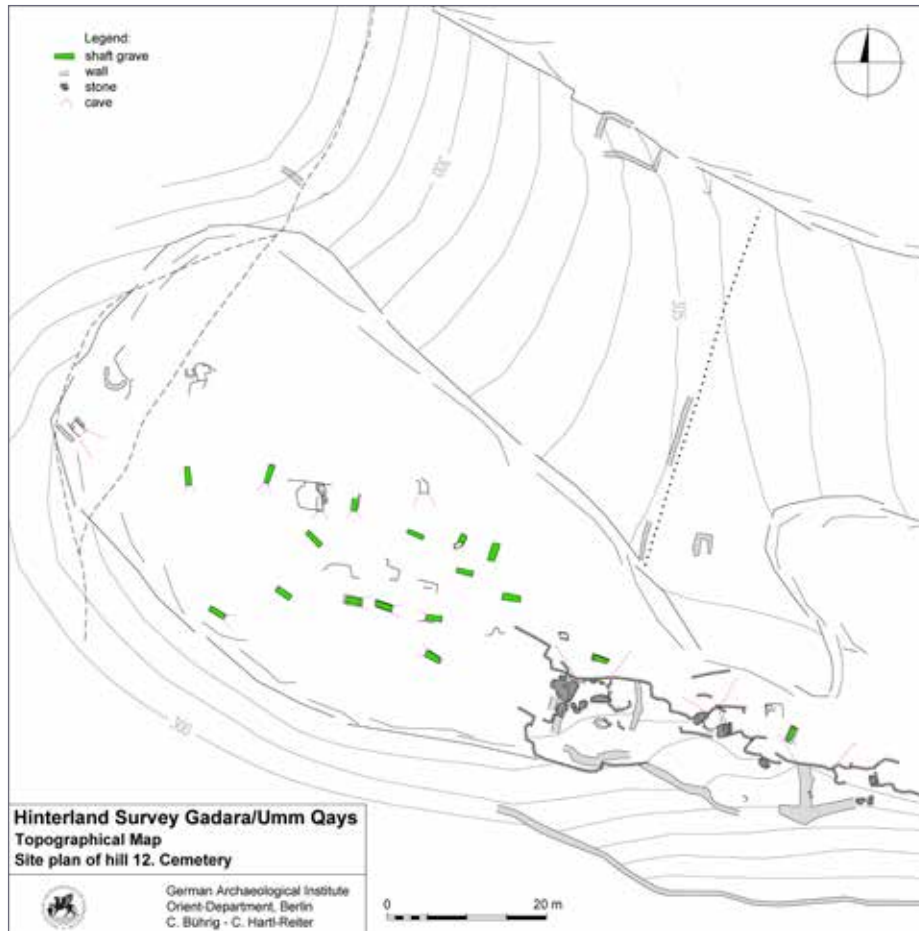 Legend:
shaft grave
wall
stone
cave
300
305
300
Hinterland Survey Gadara/Umm Qays
Topographical Map
Site plan of hill 12. Cemetery
German Archaeological Institute
Orient-Department, Berlin
C. Bührig - C. Hartl-Reiter
0 20 m